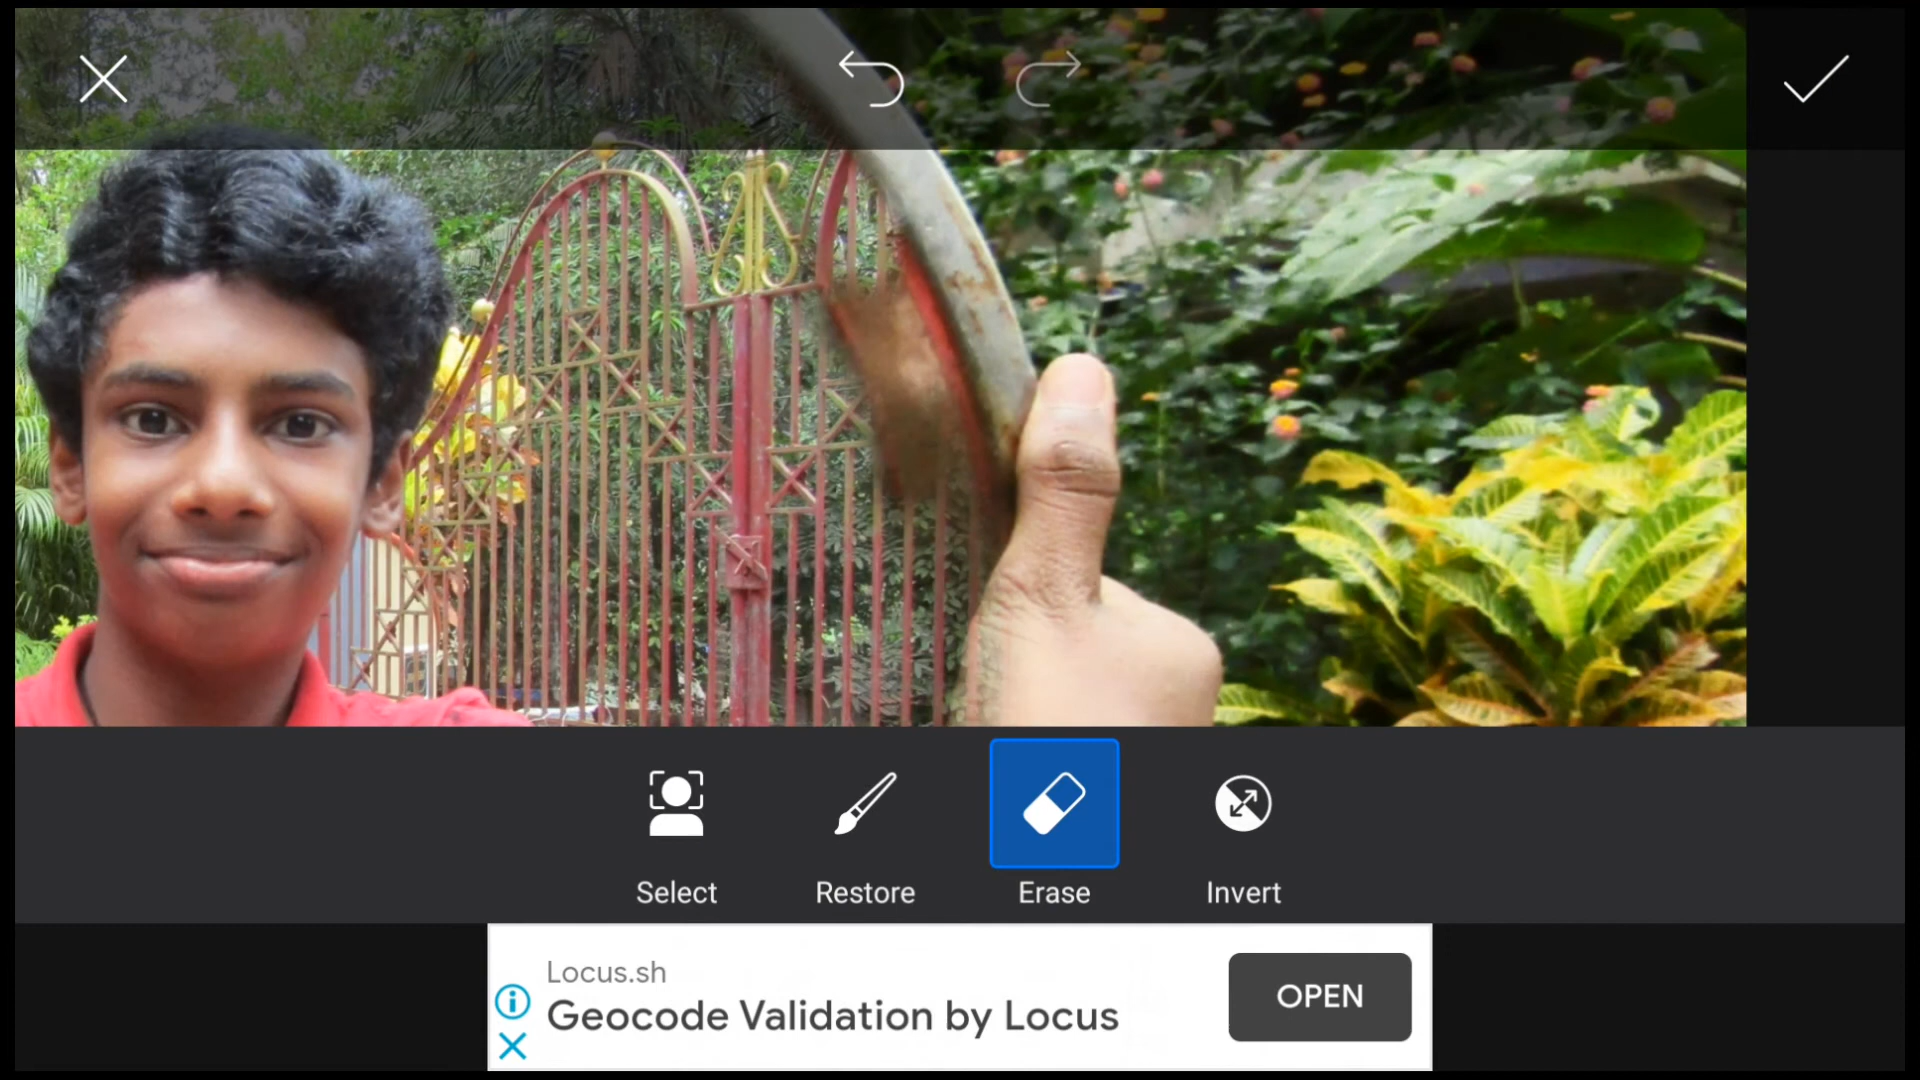 Select
Restore
Erase
Invert
Locus.sh
Geocode Validation by Locus
OPEN